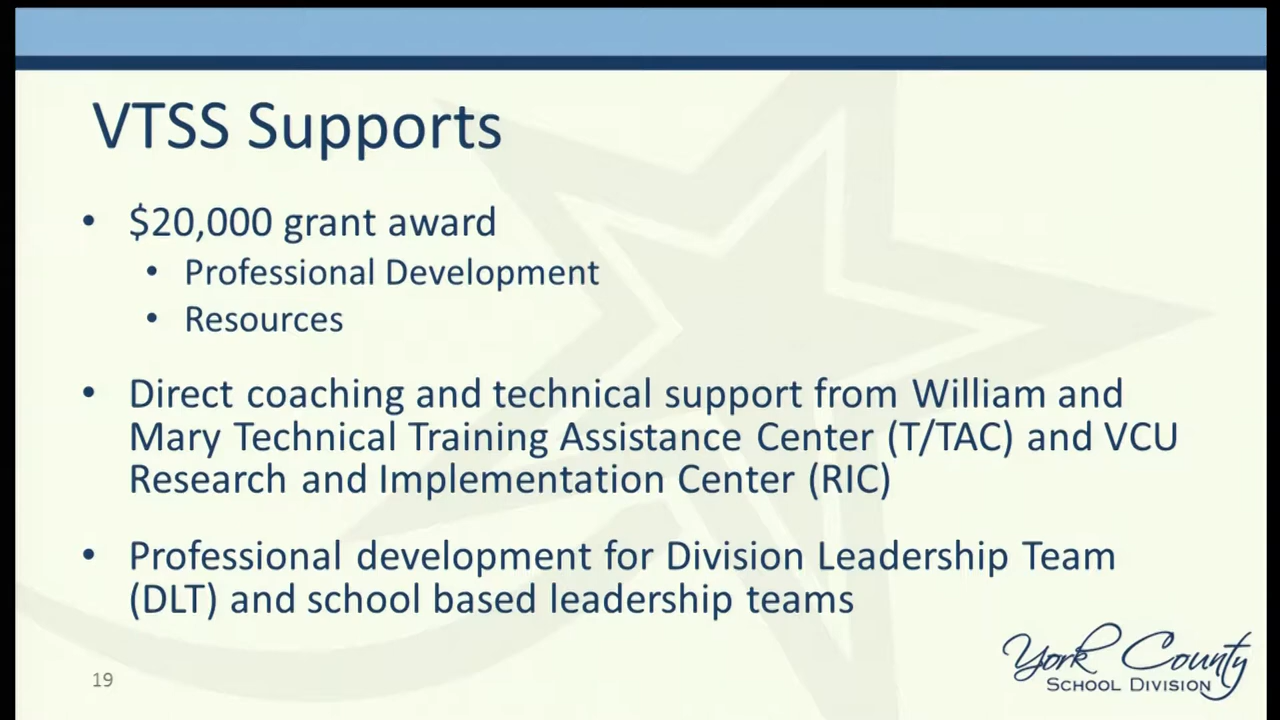 VTSS Supports
• $20,000 grant award
• Professional Development
• Resources
• Direct coaching and technical support from William and
Mary Technical Training Assistance Center (T/TAC) and VCU
Research and Implementation Center (RIC)
• Professional development for Division Leadership Team
(DLT) and school based leadership teams
19
York County
SCHOOL DIVISION